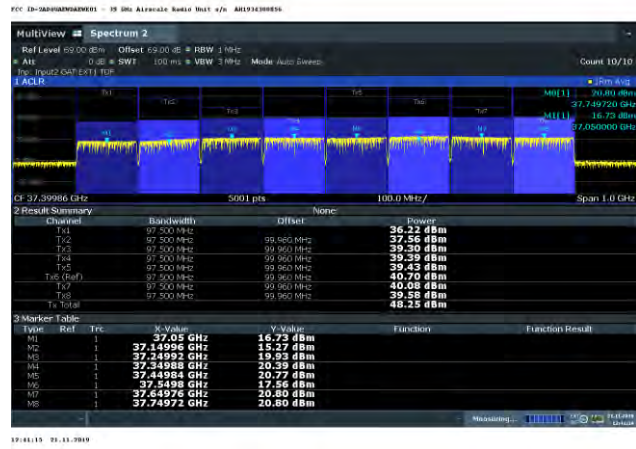 FCC ID=2AD8UAEWDAEWK01 - 39 GHz Airscale Radio Unit s/n AH1934308856
MultiView Spectrum 2
Ref Level 69.00 dBm Offset 69.00 dB RBW 1 MHz
Att 0 dB SWT 100 ms VBW 3 MHz Mode Auto Sweep Count 10/10
1 ACLR 1Rm Avg
M8[1] 20.80 dBm
37.749720 GHz
M1[1] 16.73 dBm
37.050000 GHz
Tx1 Tx2 Tx3 Tx5 Tx7
CF 37.39986 GHz 5001 pts 100.0 MHz/ Span 1.0 GHz
2 Result Summary None
Channel Bandwidth Offset Power
Tx1 97.500 MHz 36.22 dBm
Tx2 97.500 MHz 99.960 MHz 37.56 dBm
Tx3 97.500 MHz 99.960 MHz 39.30 dBm
Tx4 97.500 MHz 99.960 MHz 39.39 dBm
Tx5 97.500 MHz 99.960 MHz 39.43 dBm
Tx6 (Ref) 97.500 MHz 99.960 MHz 40.70 dBm
Tx7 97.500 MHz 99.960 MHz 40.08 dBm
Tx8 97.500 MHz 99.960 MHz 39.58 dBm
Tx Total 48.25 dBm
3 Marker Table
Type Ref Trc X-Value Y-Value Function Function Result
M1 1 37.05 GHz 16.73 dBm
M2 1 37.14996 GHz 15.27 dBm
M3 1 37.24992 GHz 19.93 dBm
M4 1 37.34988 GHz 20.39 dBm
M5 1 37.44984 GHz 20.77 dBm
M6 1 37.5498 GHz 17.56 dBm
M7 1 37.64976 GHz 20.80 dBm
M8 1 37.74972 GHz 20.80 dBm
Measuring...
21.11.2019